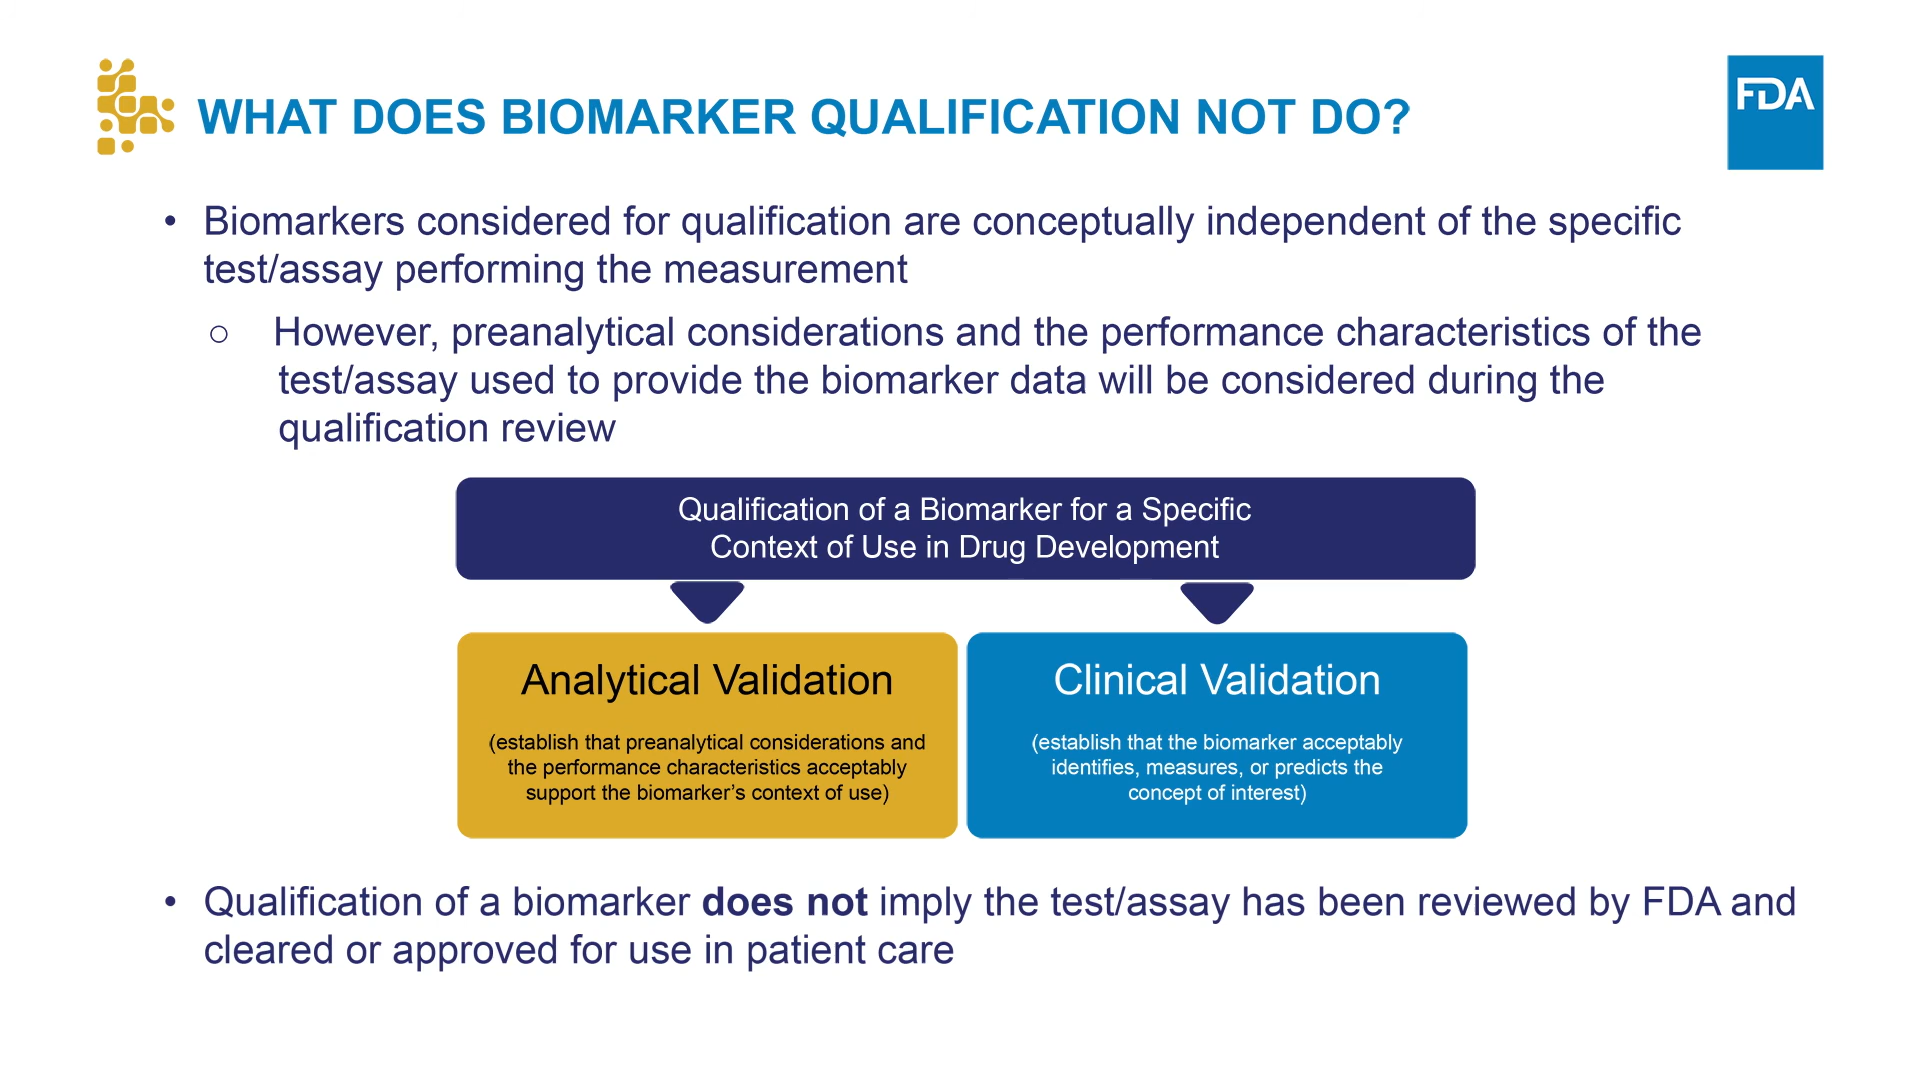 WHAT DOES BIOMARKER QUALIFICATION NOT DO?
FDA
• Biomarkers considered for qualification are conceptually independent of the specific
test/assay performing the measurement
○ However, preanalytical considerations and the performance characteristics of the
test/assay used to provide the biomarker data will be considered during the
qualification review
Qualification of a Biomarker for a Specific
Context of Use in Drug Development
Analytical Validation
(establish that preanalytical considerations and
the performance characteristics acceptably
support the biomarker’s context of use)
Clinical Validation
(establish that the biomarker acceptably
identifies, measures, or predicts the
concept of interest)
• Qualification of a biomarker does not imply the test/assay has been reviewed by FDA and
cleared or approved for use in patient care